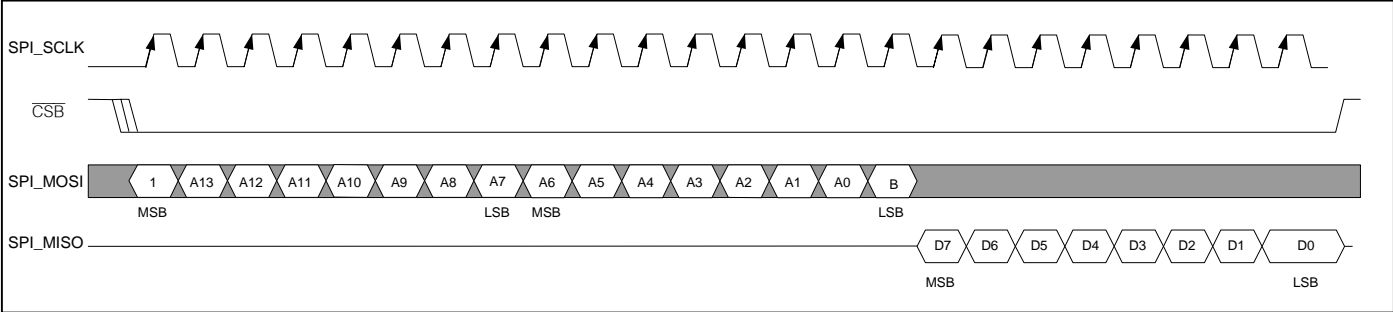 SPI_SCLK
CSB
SPI_MOSI 1 A13 A12 A11 A10 A9 A8 A7 A6 A5 A4 A3 A2 A1 A0 B
MSB LSB MSB LSB
SPI_MISO D7 D6 D5 D4 D3 D2 D1 D0
MSB LSB